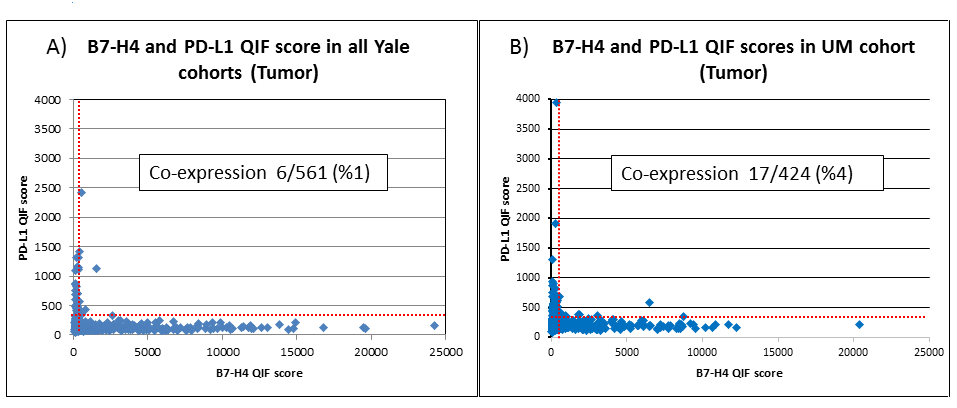 A) B7-H4 and PD-L1 QIF score in all Yale
cohorts (Tumor)
4000
3500
3000
2500
2000
1500
1000
500
0
PD-L1 QIF score
Co-expression 6/561 (%1)
0 5000 10000 15000 20000 25000
B7-H4 QIF score
B) B7-H4 and PD-L1 QIF scores in UM cohort
(Tumor)
4000
3500
3000
2500
2000
1500
1000
500
0
PD-L1 QIF score
Co-expression 17/424 (%4)
0 5000 10000 15000 20000 25000
B7-H4 QIF score